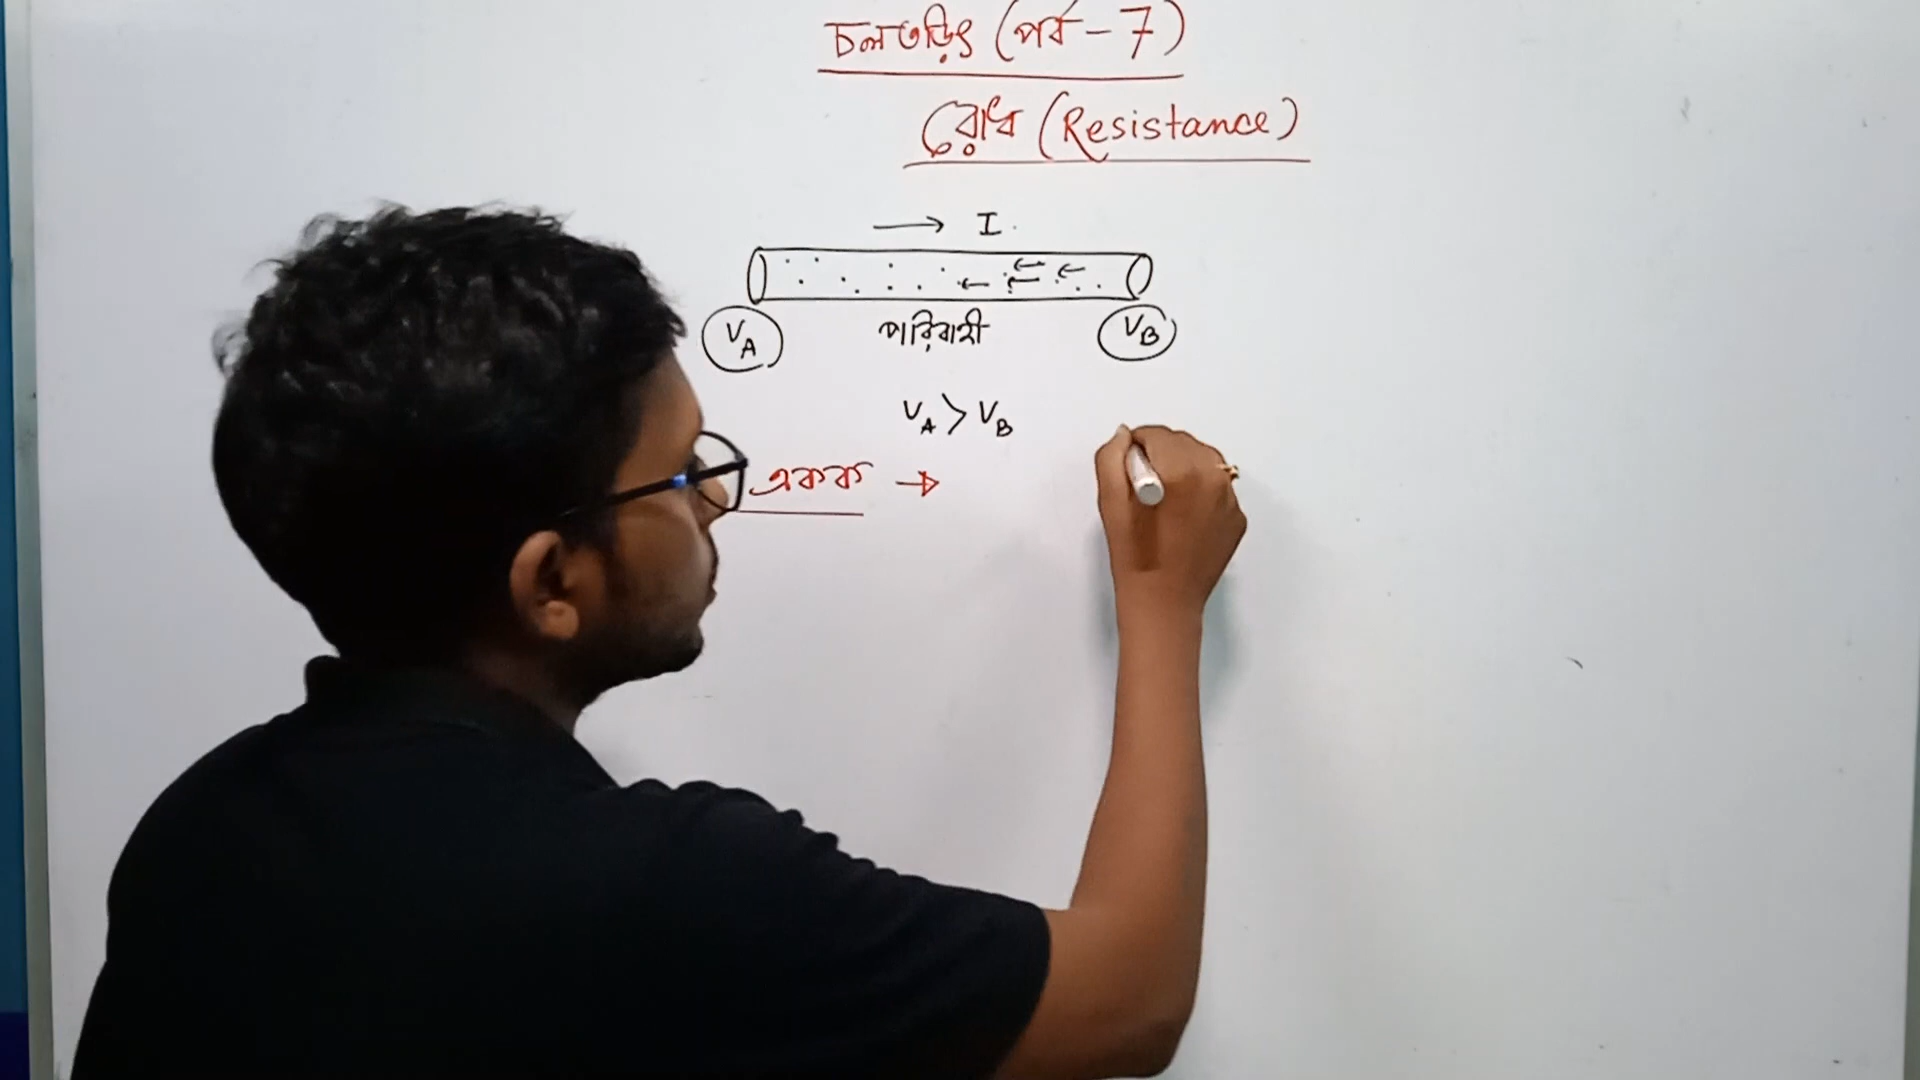 চলতড়িৎ (পর্ব - 7)
রোধ (Resistance)
→ I
V_A পরিবাহী V_B
V_A > V_B
একক →